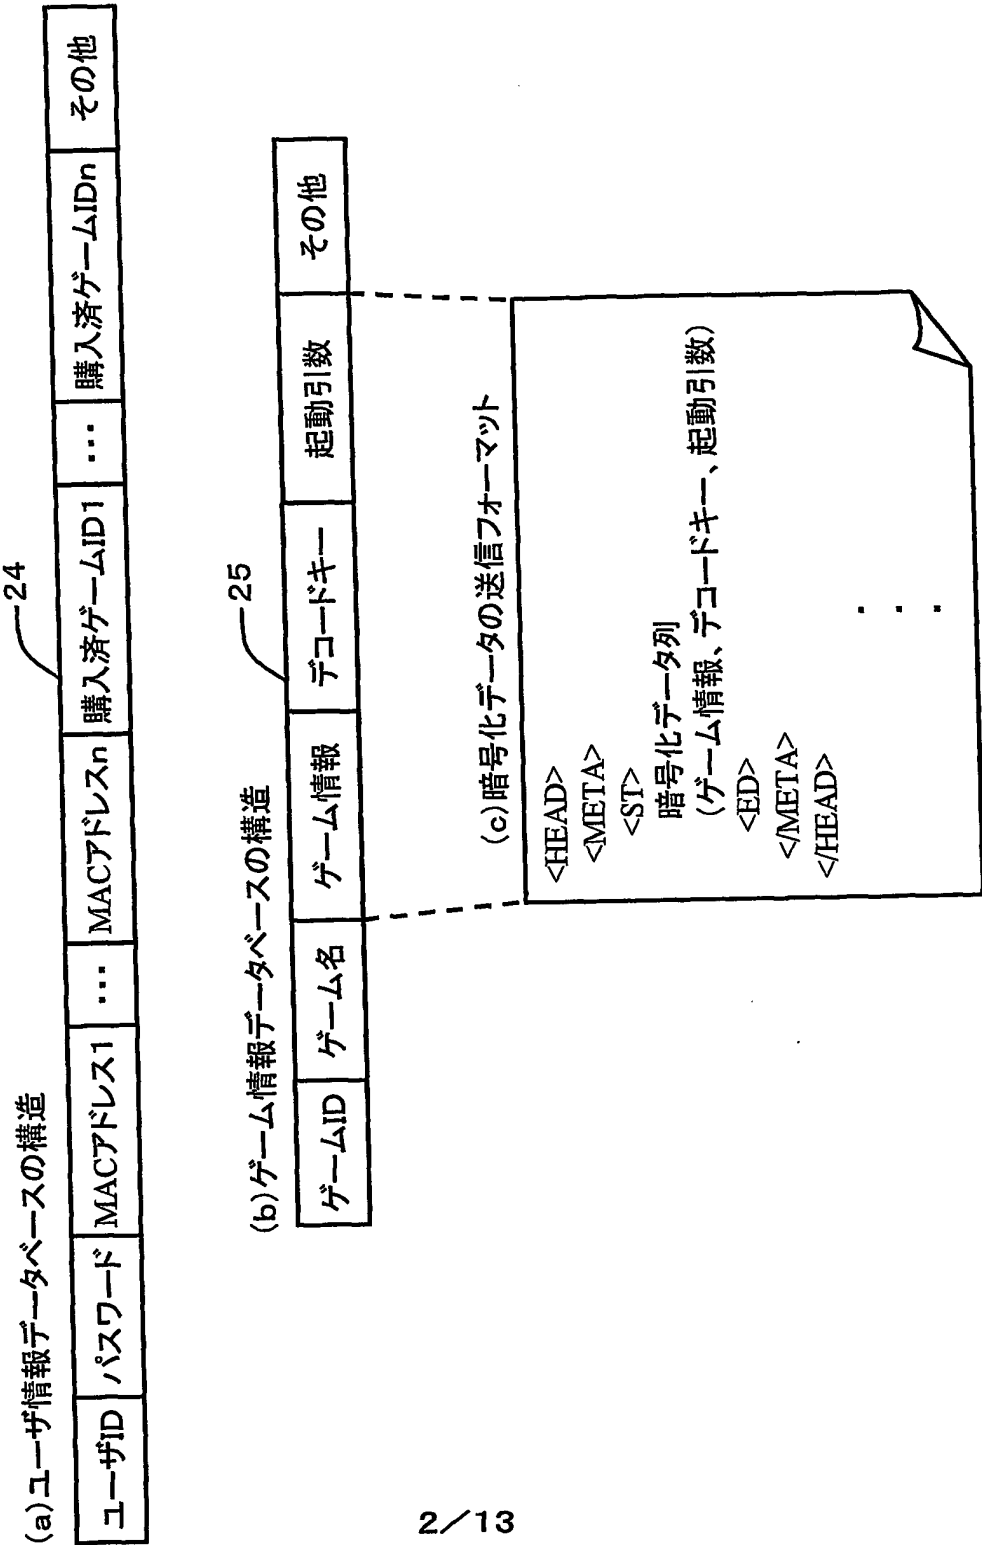 (a)ユーザ情報データベースの構造
24
ユーザID パスワード MACアドレス1 ・・・ MACアドレスn 購入済ゲームID1 ・・・ 購入済ゲームIDn その他
(b)ゲーム情報データベースの構造
25
ゲームID ゲーム名 ゲーム情報 デコードキー 起動引数 その他
(c)暗号化データの送信フォーマット
<HEAD>
<META>
<ST>
暗号化データ列
(ゲーム情報、デコードキー、起動引数)
<ED>
</META>
</HEAD>
・・・
2/13